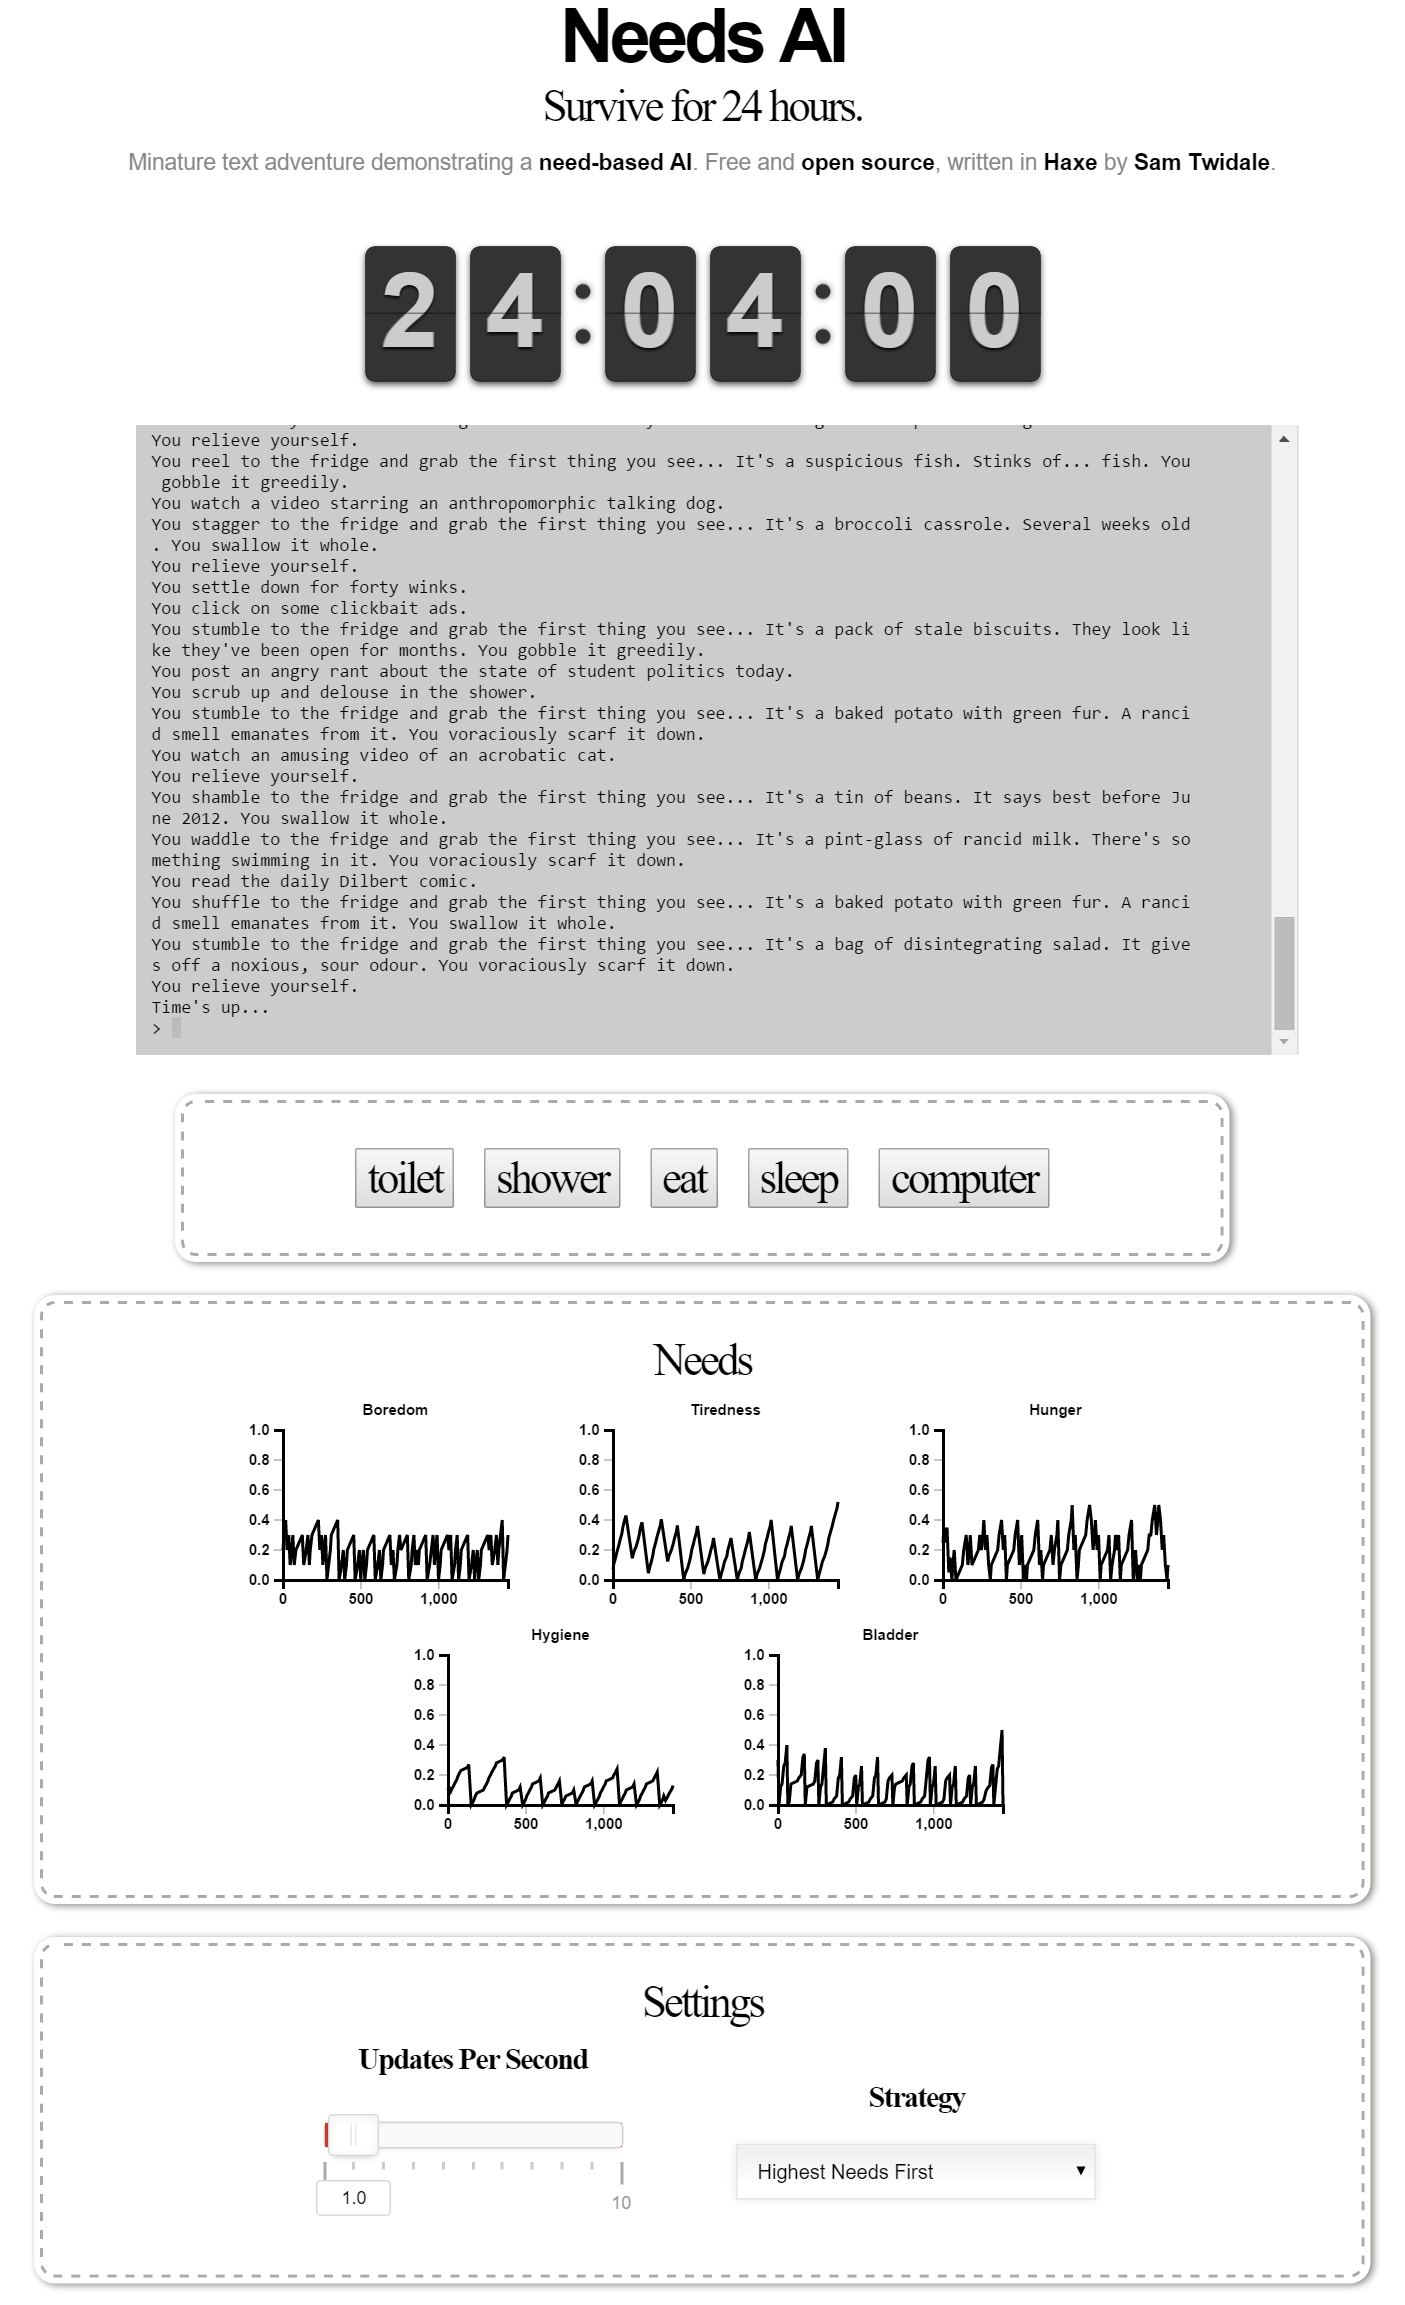 Needs AI
Survive for 24 hours.
Minature text adventure demonstrating a need-based AI. Free and open source, written in Haxe by Sam Twidale.
24:04:00
You relieve yourself.
You reel to the fridge and grab the first thing you see... It's a suspicious fish. Stinks of... fish. You
gobble it greedily.
You watch a video starring an anthropomorphic talking dog.
You stagger to the fridge and grab the first thing you see... It's a broccoli cassrole. Several weeks old
. You swallow it whole.
You relieve yourself.
You settle down for forty winks.
You click on some clickbait ads.
You stumble to the fridge and grab the first thing you see... It's a pack of stale biscuits. They look li
ke they've been open for months. You gobble it greedily.
You post an angry rant about the state of student politics today.
You scrub up and delouse in the shower.
You stumble to the fridge and grab the first thing you see... It's a baked potato with green fur. A ranci
d smell emanates from it. You voraciously scarf it down.
You watch an amusing video of an acrobatic cat.
You relieve yourself.
You shamble to the fridge and grab the first thing you see... It's a tin of beans. It says best before Ju
ne 2012. You swallow it whole.
You waddle to the fridge and grab the first thing you see... It's a pint-glass of rancid milk. There's so
mething swimming in it. You voraciously scarf it down.
You read the daily Dilbert comic.
You shuffle to the fridge and grab the first thing you see... It's a baked potato with green fur. A ranci
d smell emanates from it. You swallow it whole.
You stumble to the fridge and grab the first thing you see... It's a bag of disintegrating salad. It give
s off a noxious, sour odour. You voraciously scarf it down.
You relieve yourself.
Time's up...
>
toilet shower eat sleep computer
Needs
Boredom Tiredness Hunger
1.0 1.0 1.0
0.8 0.8 0.8
0.6 0.6 0.6
0.4 0.4 0.4
0.2 0.2 0.2
0.0 0.0 0.0
0 500 1,000 0 500 1,000 0 500 1,000
Hygiene Bladder
1.0 1.0
0.8 0.8
0.6 0.6
0.4 0.4
0.2 0.2
0.0 0.0
0 500 1,000 0 500 1,000
Settings
Updates Per Second
Strategy
Highest Needs First
1.0 10